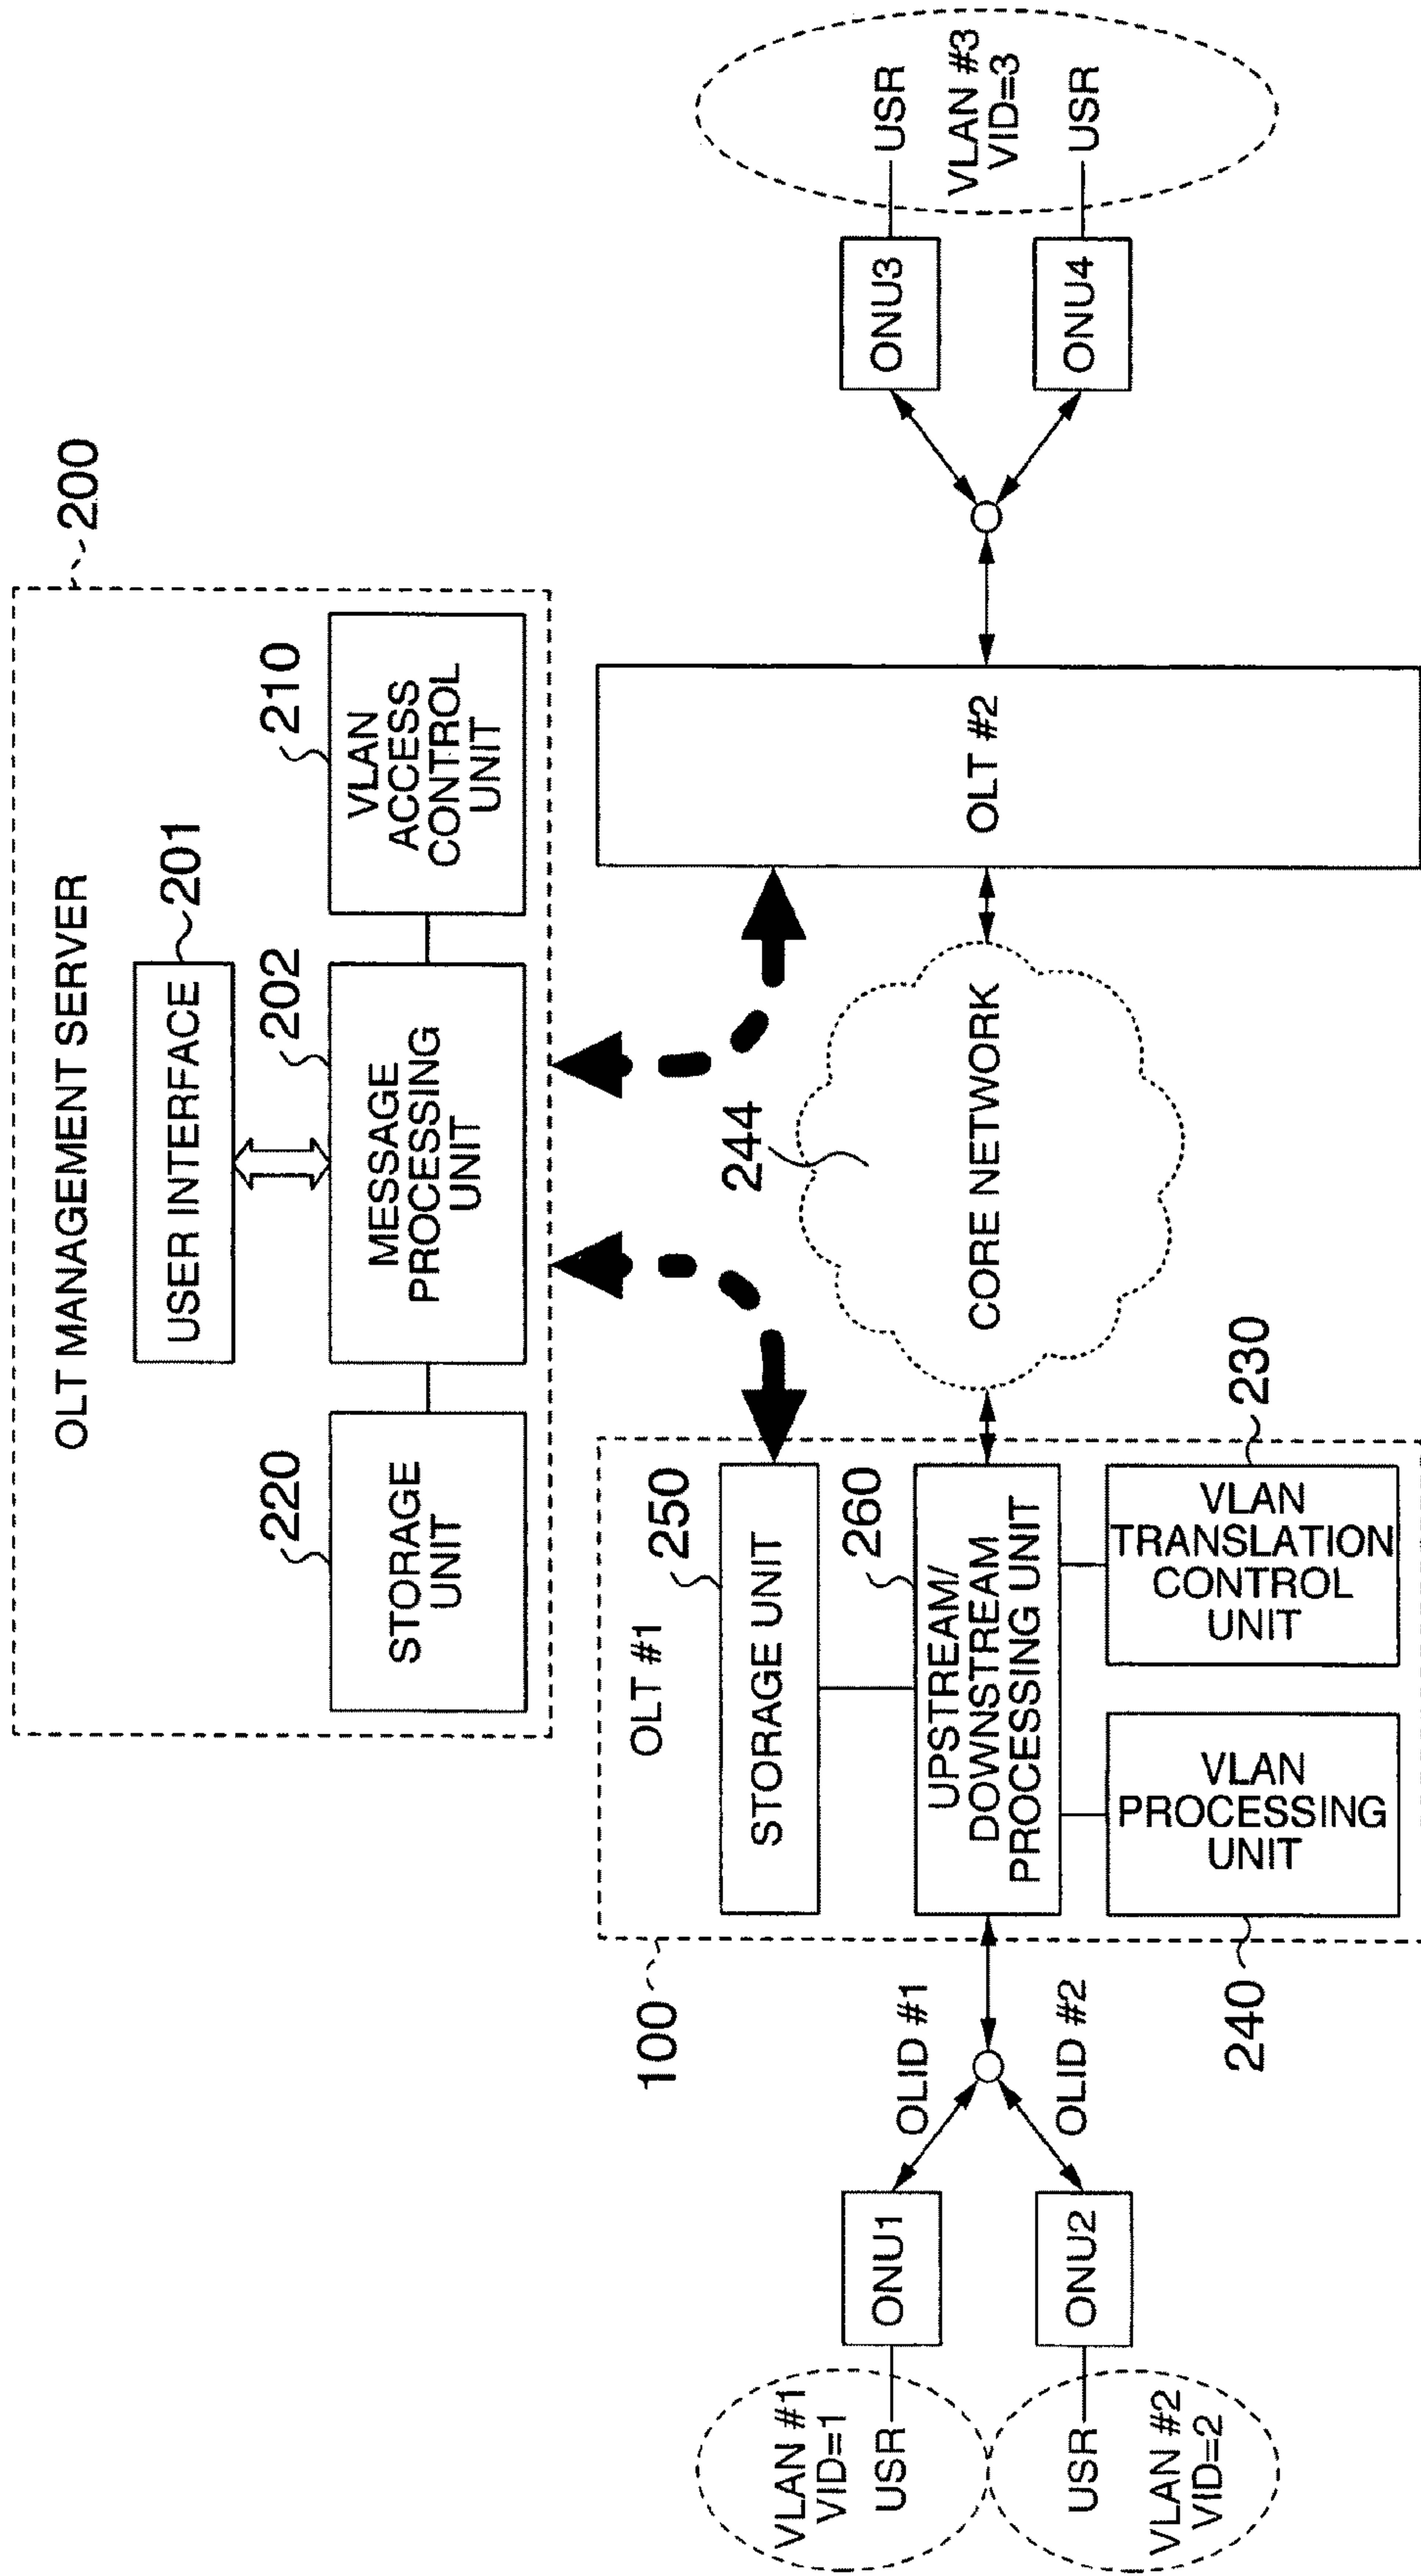 OLT MANAGEMENT SERVER
200
USER INTERFACE
201
220
202
210
STORAGE
UNIT
MESSAGE
PROCESSING
UNIT
VLAN
ACCESS
CONTROL
UNIT
100
OLT #1
250
STORAGE UNIT
260
UPSTREAM/
DOWNSTREAM
PROCESSING UNIT
VLAN
PROCESSING
UNIT
240
VLAN
TRANSLATION
CONTROL
UNIT
230
244
CORE NETWORK
OLT #2
VLAN #1
VID=1
USR
ONU1
OLID #1
USR
ONU2
OLID #2
VLAN #2
VID=2
ONU3
USR
VLAN #3
VID=3
ONU4
USR